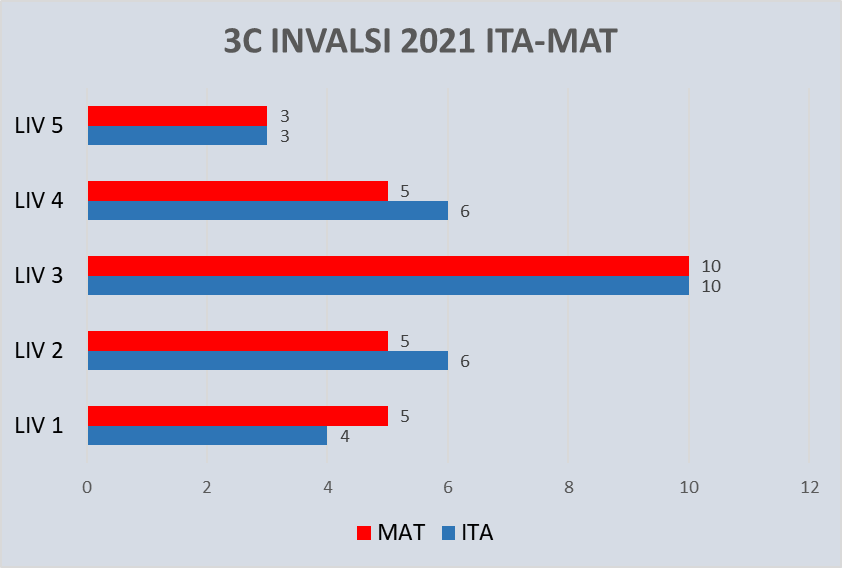 3C INVALSI 2021 ITA-MAT
LIV 5
3
3
LIV 4
5
6
LIV 3
10
10
LIV 2
5
6
LIV 1
5
4
0 2 4 6 8 10 12
MAT ITA